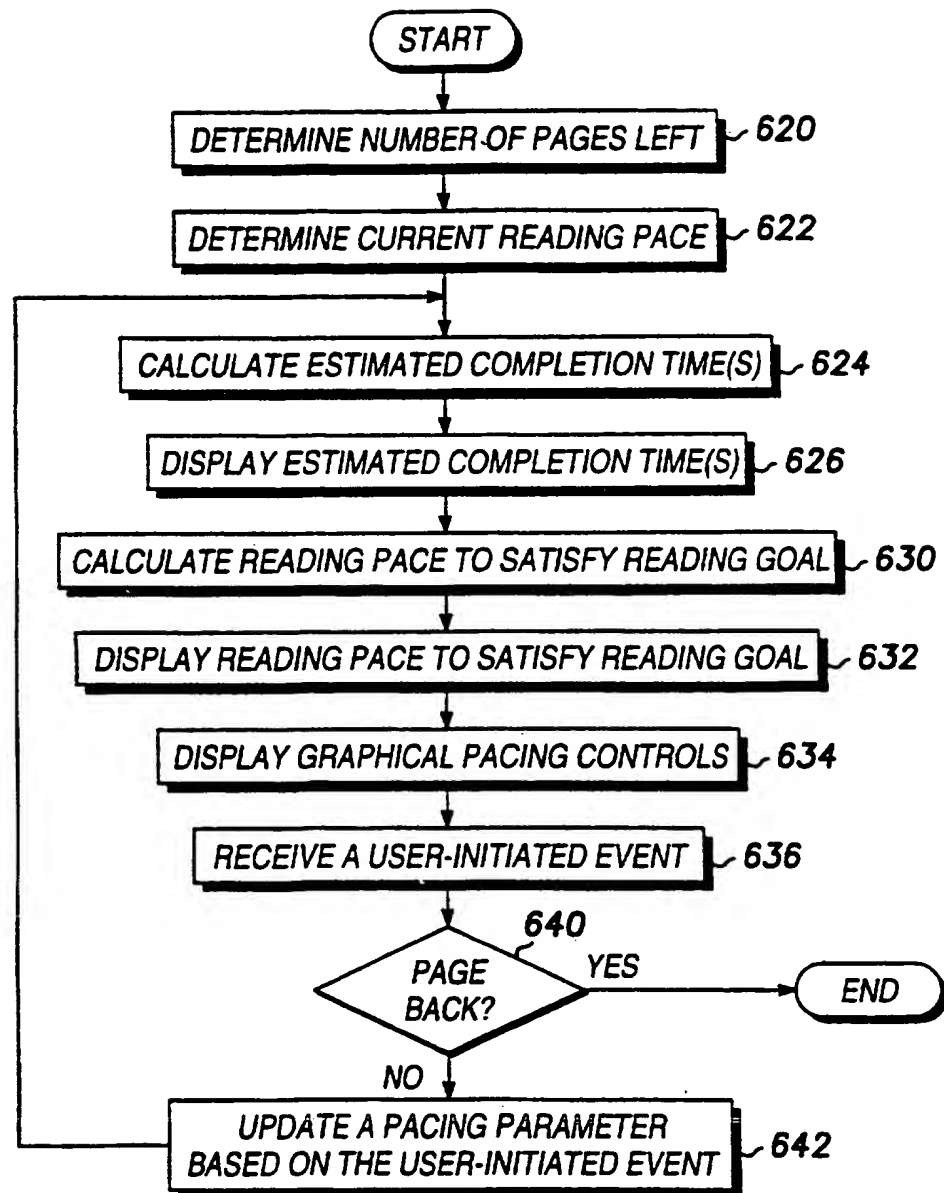 START
DETERMINE NUMBER OF PAGES LEFT
620
DETERMINE CURRENT READING PACE
622
CALCULATE ESTIMATED COMPLETION TIME(S)
624
DISPLAY ESTIMATED COMPLETION TIME(S)
626
CALCULATE READING PACE TO SATISFY READING GOAL
630
DISPLAY READING PACE TO SATISFY READING GOAL
632
DISPLAY GRAPHICAL PACING CONTROLS
634
RECEIVE A USER-INITIATED EVENT
636
640
PAGE
BACK?
YES
END
NO
UPDATE A PACING PARAMETER
BASED ON THE USER-INITIATED EVENT
642